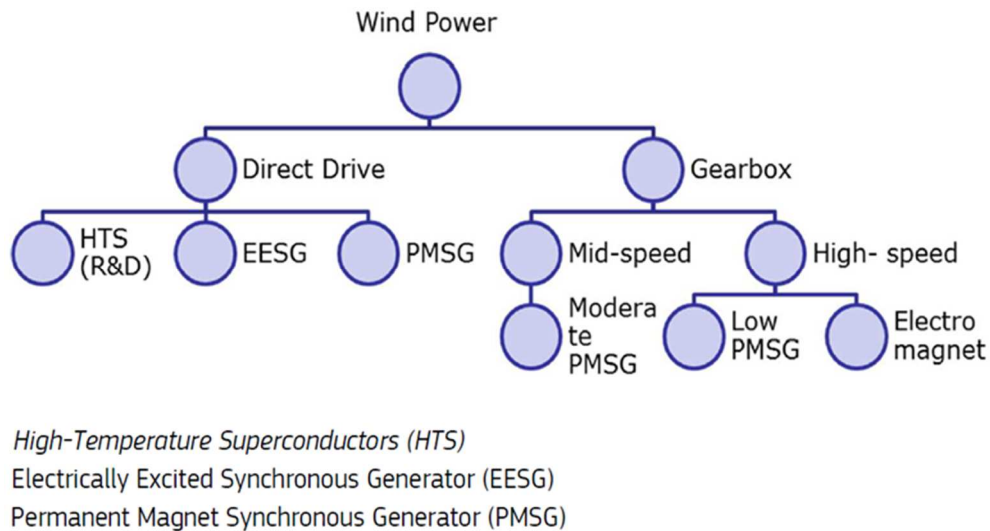 Wind Power
Direct Drive
Gearbox
HTS
(R&D)
EESG
PMSG
Mid-speed
High- speed
Modera
te
PMSG
Low
PMSG
Electro
magnet
High-Temperature Superconductors (HTS)
Electrically Excited Synchronous Generator (EESG)
Permanent Magnet Synchronous Generator (PMSG)